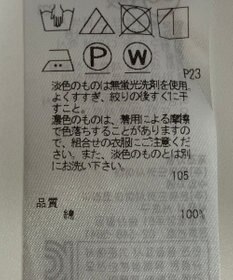 P
W
P23
淡色のものは無蛍光洗剤を使用、
よくすすぎ、絞りの後すぐに干
すこと。
濃色のものは、着用による摩擦
で色落ちすることがありますの
で、組合せの衣服にご注意くだ
さい。また、淡色のものとは別
にお洗い下さい。
105
品質
綿 100%